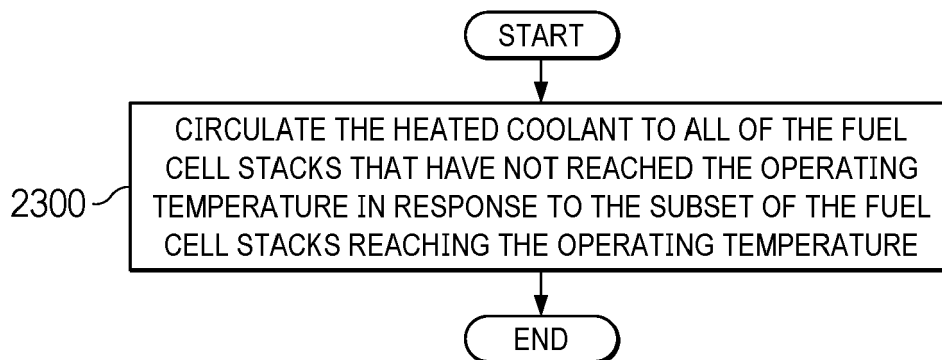 START
CIRCULATE THE HEATED COOLANT TO ALL OF THE FUEL
CELL STACKS THAT HAVE NOT REACHED THE OPERATING
2300
TEMPERATURE IN RESPONSE TO THE SUBSET OF THE FUEL
CELL STACKS REACHING THE OPERATING TEMPERATURE
END